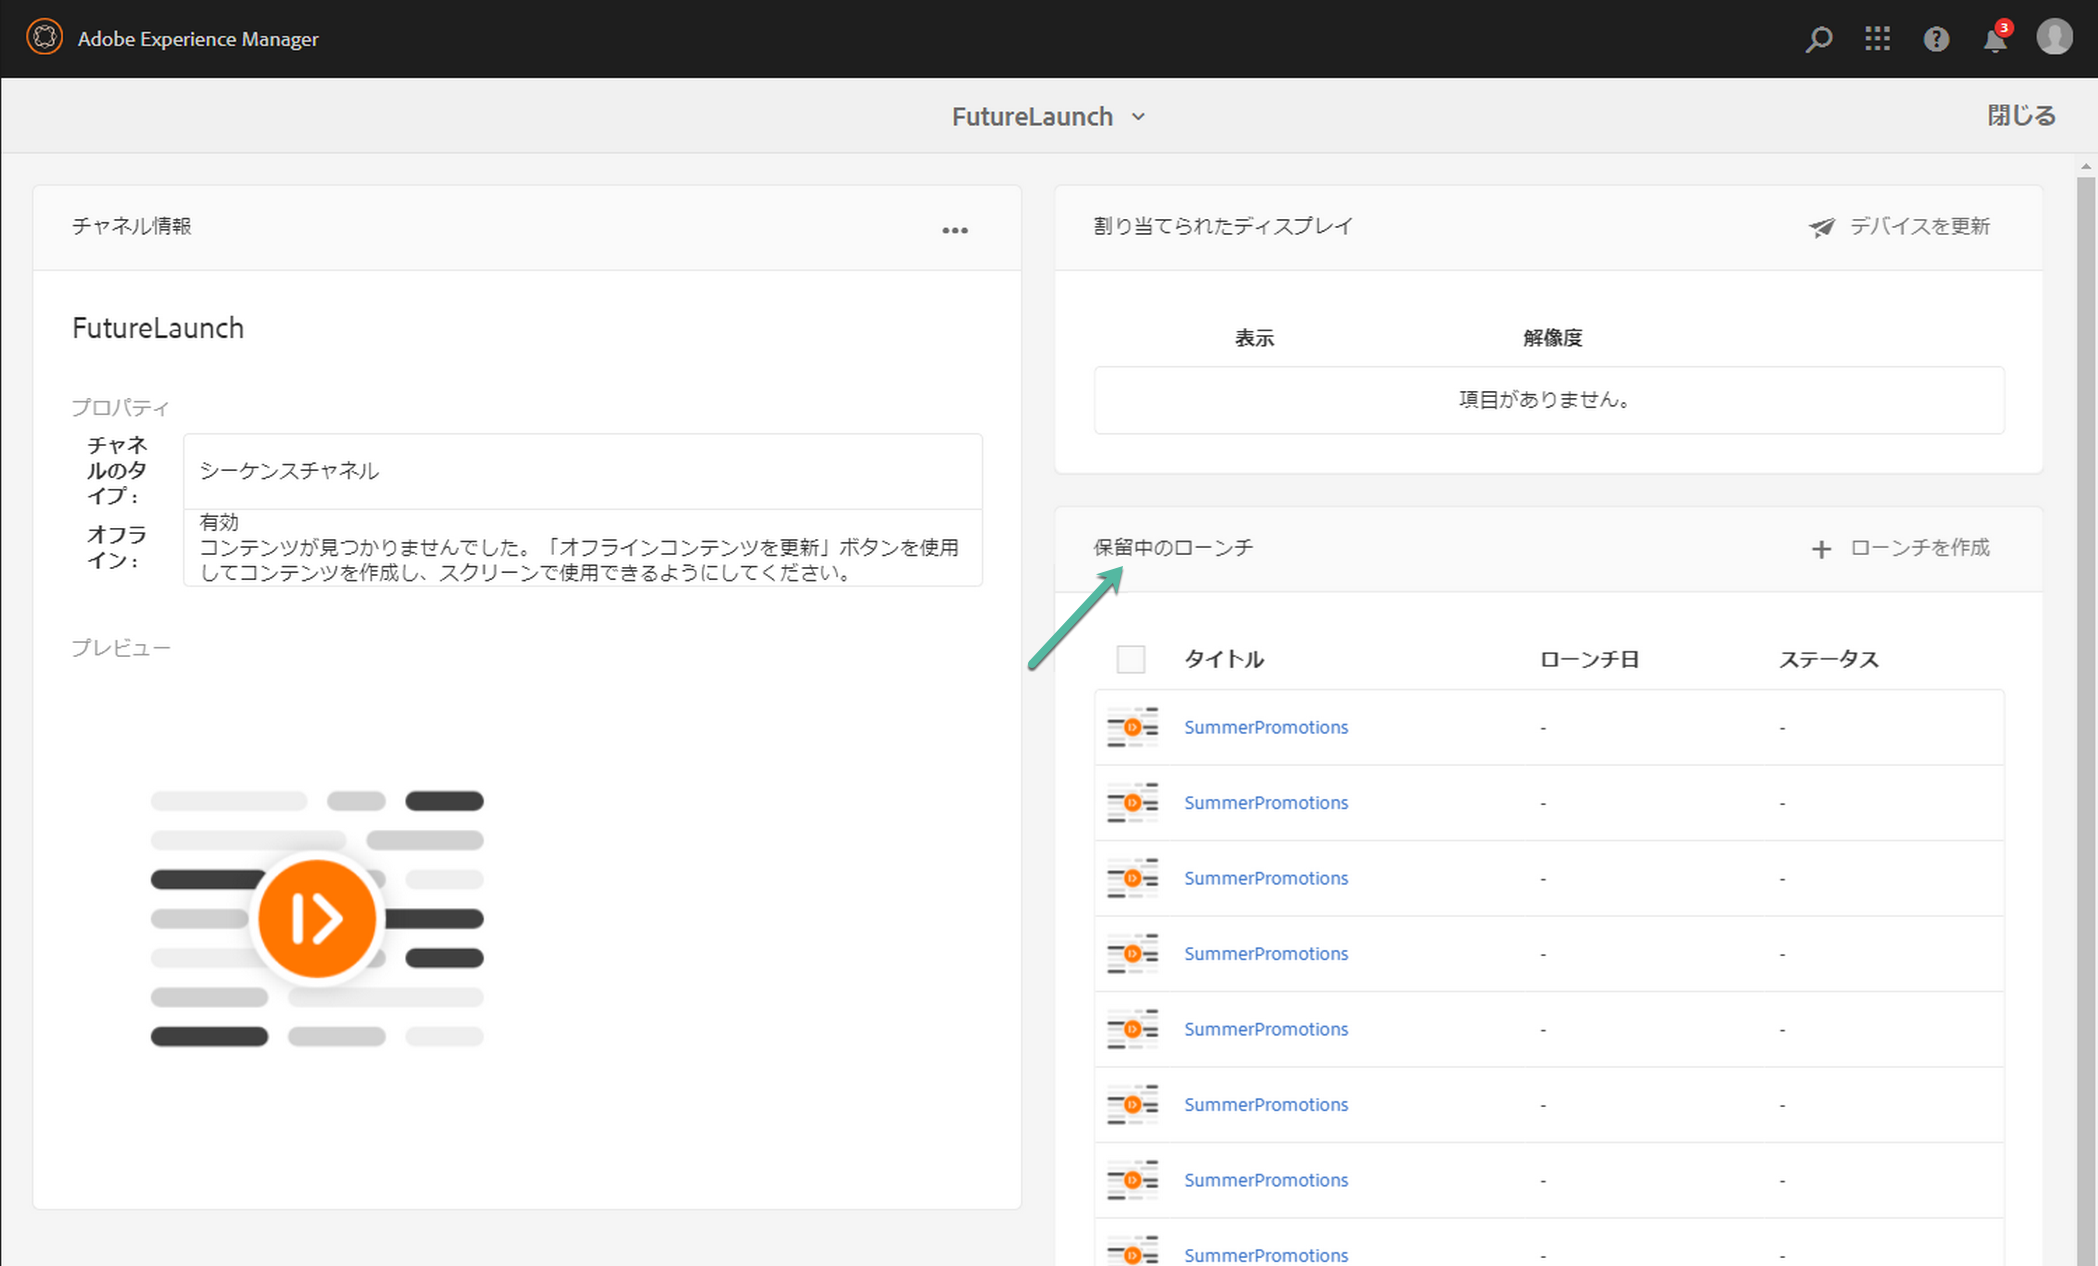 Adobe Experience Manager
3
FutureLaunch
閉じる
チャネル情報
FutureLaunch
プロパティ
チャネルのタイプ：
シーケンスチャネル
オフライン：
有効
コンテンツが見つかりませんでした。「オフラインコンテンツを更新」ボタンを使用
してコンテンツを作成し、スクリーンで使用できるようにしてください。
プレビュー
割り当てられたディスプレイ
デバイスを更新
表示 解像度
項目がありません。
保留中のローンチ
ローンチを作成
タイトル ローンチ日 ステータス
SummerPromotions - -
SummerPromotions - -
SummerPromotions - -
SummerPromotions - -
SummerPromotions - -
SummerPromotions - -
SummerPromotions - -
SummerPromotions - -